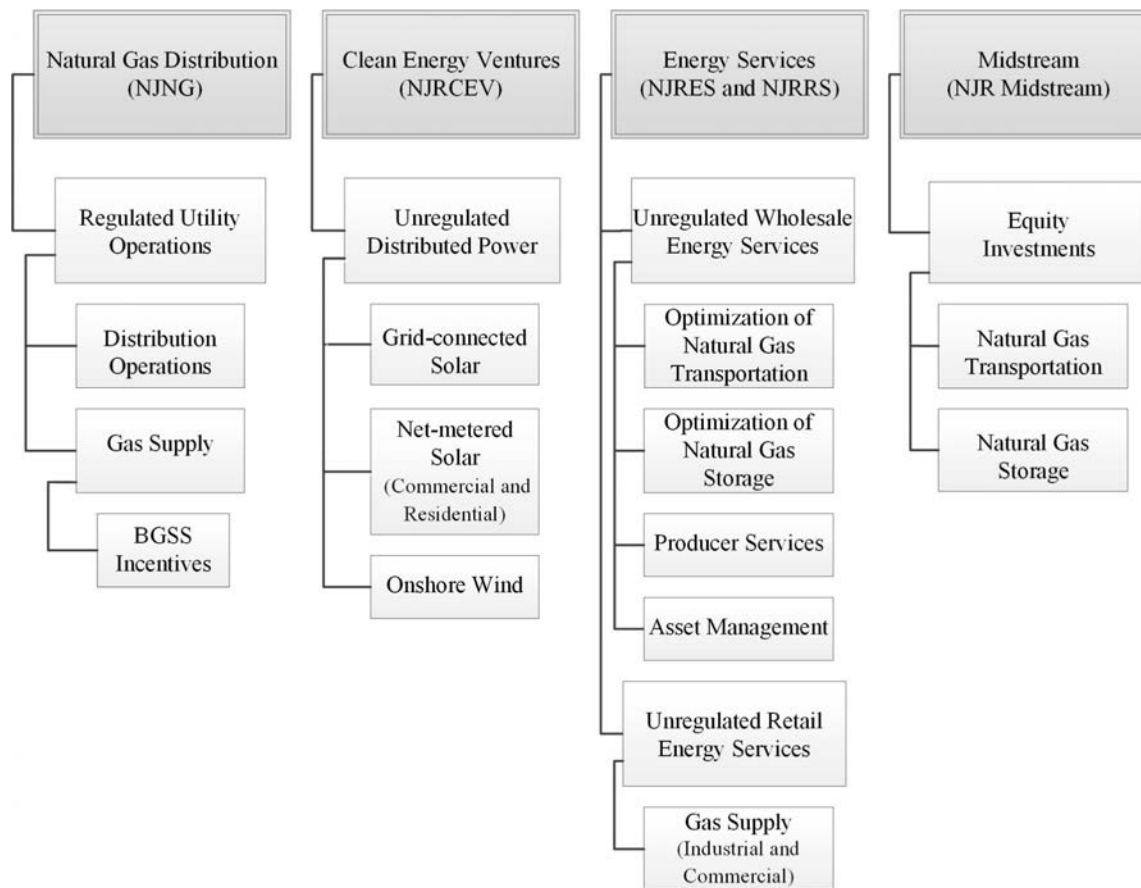 Natural Gas Distribution
(NJNG)
Regulated Utility
Operations
Distribution
Operations
Gas Supply
BGSS
Incentives
Clean Energy Ventures
(NJRCEV)
Unregulated
Distributed Power
Grid-connected
Solar
Net-metered
Solar
(Commercial and
Residential)
Onshore Wind
Energy Services
(NJRES and NJRRS)
Unregulated Wholesale
Energy Services
Optimization of
Natural Gas
Transportation
Optimization of
Natural Gas
Storage
Producer Services
Asset Management
Unregulated Retail
Energy Services
Gas Supply
(Industrial and
Commercial)
Midstream
(NJR Midstream)
Equity
Investments
Natural Gas
Transportation
Natural Gas
Storage